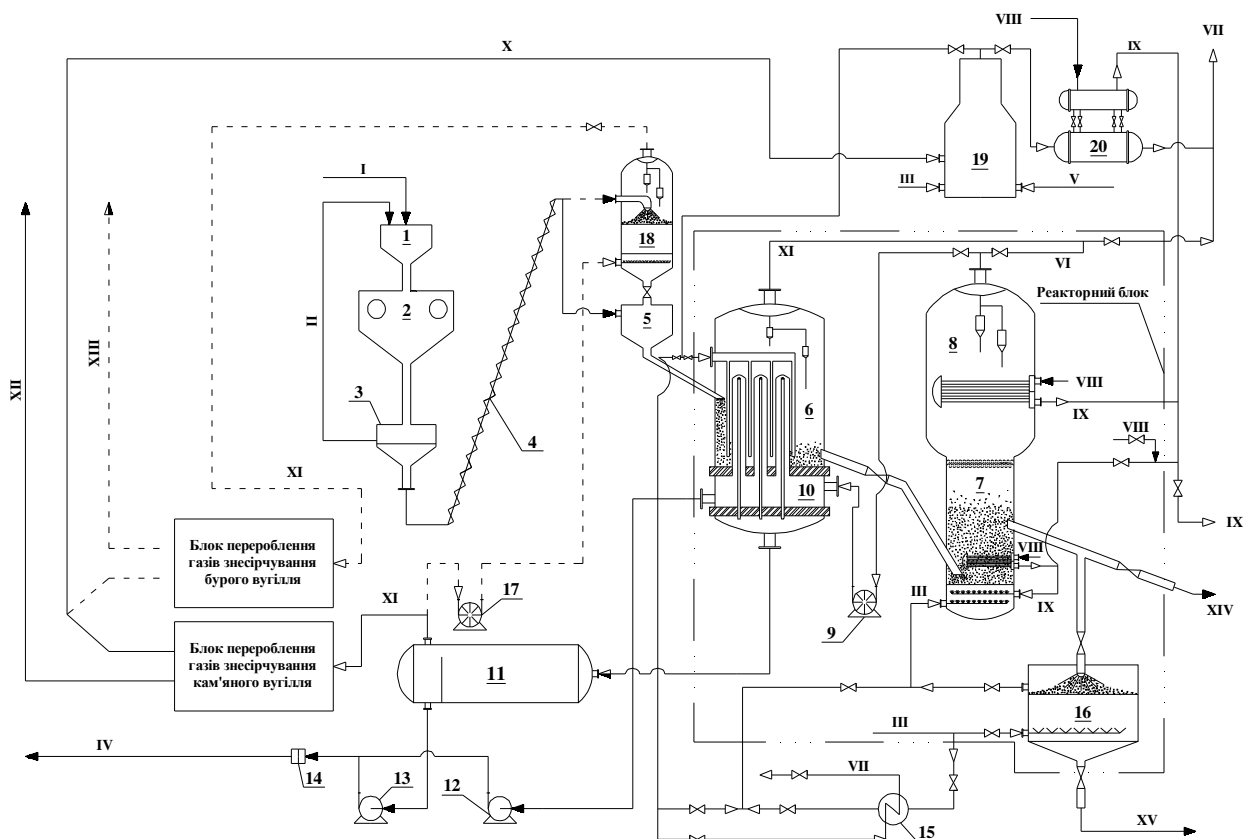 X
VIII
IX
VII
I
1
2
3
II
4
18
5
19
III
V
20
XI
VI
Реакторний блок
XIII
XII
6
8
VIII
IX
VIII
XI
10
7
VIII
IX
IX
Блок перероблення
газів знесірчування
бурого вугілля
17
XI
9
III
XIV
Блок перероблення
газів знесірчування
кам'яного вугілля
11
16
III
IV
14
13
12
VII
15
XV